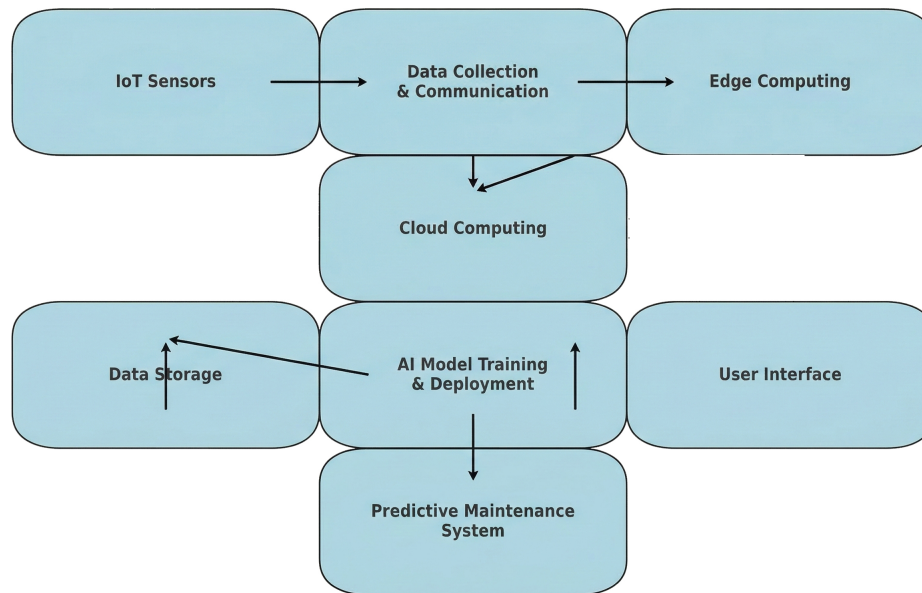 IoT Sensors
Data Collection
& Communication
Edge Computing
Cloud Computing
Data Storage
AI Model Training
& Deployment
User Interface
Predictive Maintenance
System